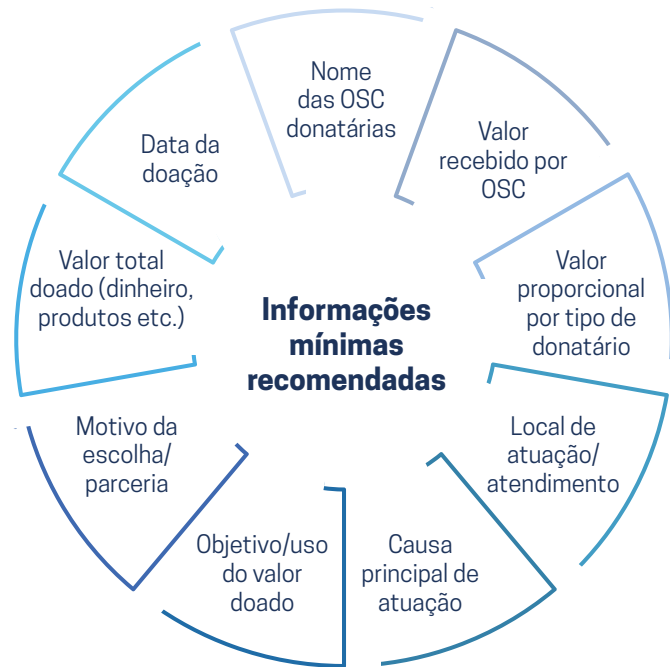 Nome
das OSC
donatárias
Valor
recebido por
OSC
Valor
proporcional
por tipo de
donatário
Local de
atuação/
atendimento
Causa
principal de
atuação
Objetivo/uso
do valor
doado
Motivo da
escolha/
parceria
Valor total
doado (dinheiro,
produtos etc.)
Data da
doação
Informações
mínimas
recomendadas